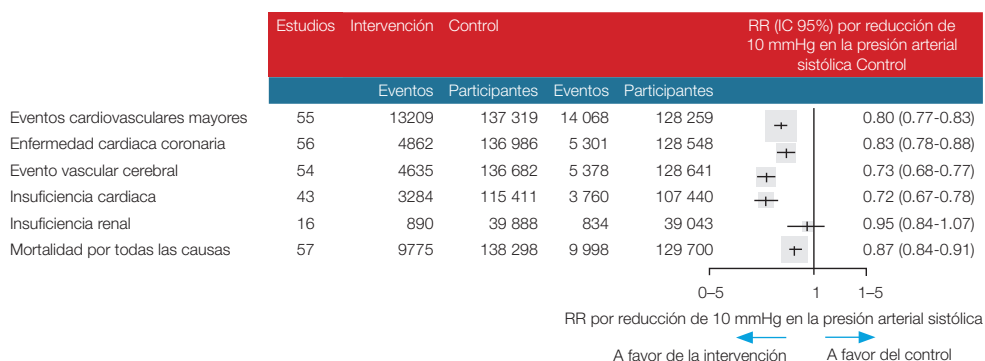 Estudios Intervención Control RR (IC 95%) por reducción de
10 mmHg en la presión arterial
sistólica Control
Eventos Participantes Eventos Participantes
Eventos cardiovasculares mayores 55 13209 137 319 14 068 128 259 0.80 (0.77-0.83)
Enfermedad cardiaca coronaria 56 4862 136 986 5 301 128 548 0.83 (0.78-0.88)
Evento vascular cerebral 54 4635 136 682 5 378 128 641 0.73 (0.68-0.77)
Insuficiencia cardiaca 43 3284 115 411 3 760 107 440 0.72 (0.67-0.78)
Insuficiencia renal 16 890 39 888 834 39 043 0.95 (0.84-1.07)
Mortalidad por todas las causas 57 9775 138 298 9 998 129 700 0.87 (0.84-0.91)
0–5 1 1–5
RR por reducción de 10 mmHg en la presión arterial sistólica
A favor de la intervención A favor del control